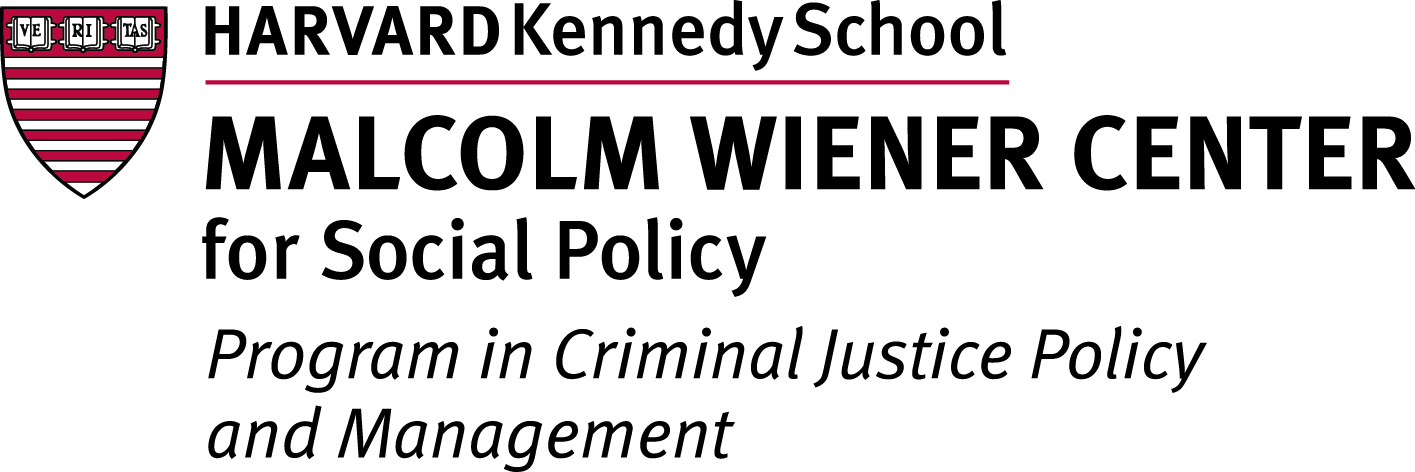 VE RI TAS
HARVARD Kennedy School
MALCOLM WIENER CENTER
for Social Policy
Program in Criminal Justice Policy
and Management